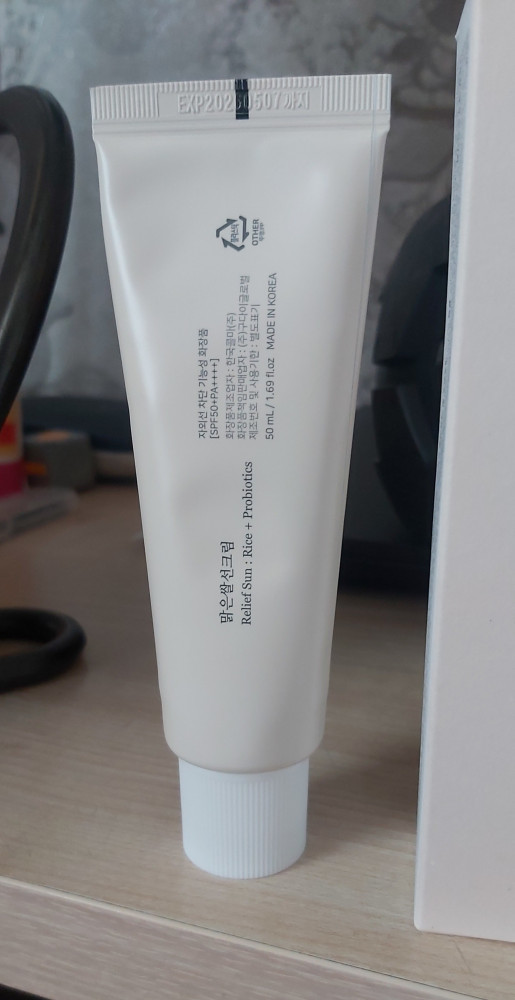 EXP20260507까지
플라스틱
OTHER
자외선 차단 기능성 화장품
[SPF50+PA++++]
화장품제조업자 : 한국콜마(주)
화장품책임판매업자 : (주)구다이글로벌
제조번호 및 사용기한 : 별도표기
50 mL / 1.69 fl.oz MADE IN KOREA
맑은쌀선크림
Relief Sun : Rice + Probiotics